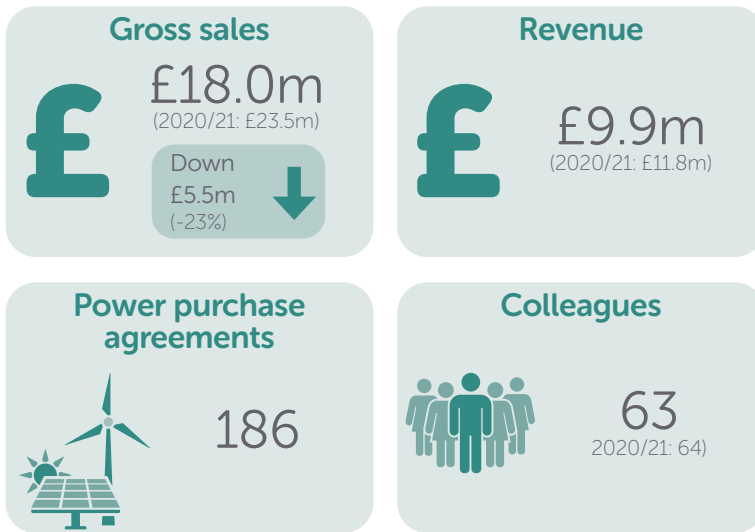 Gross sales
£
£18.0m
(2020/21: £23.5m)
Down
£5.5m
(-23%)
Revenue
£
£9.9m
(2020/21: £11.8m)
Power purchase
agreements
186
Colleagues
63
2020/21: 64)